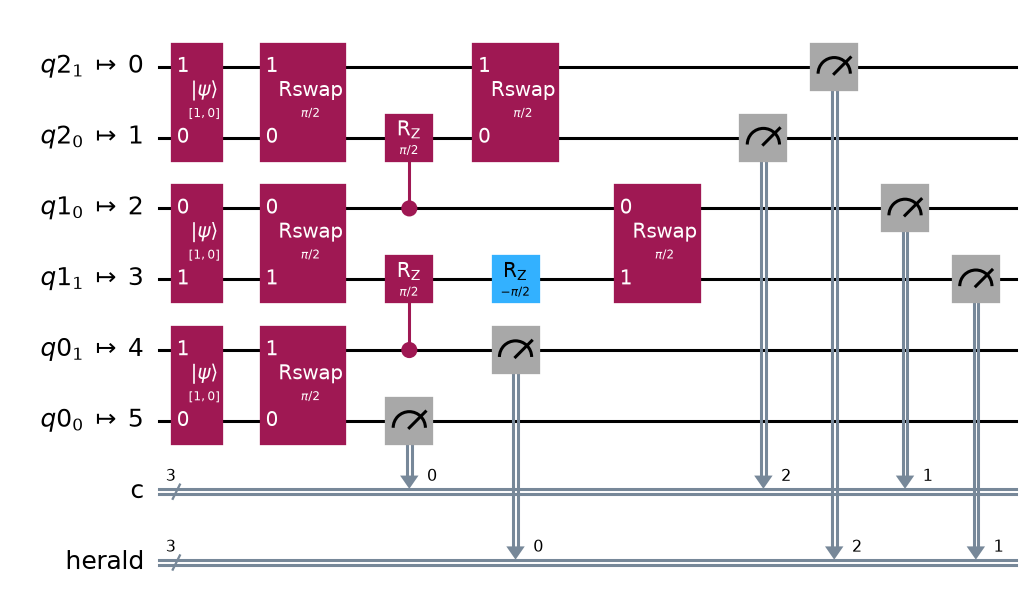 q2₁ ↦ 0
1 |ψ⟩ [1, 0] 0
1 Rswap π/2 0
1 Rswap π/2 0
q2₀ ↦ 1
R_Z π/2
q1₀ ↦ 2
0 |ψ⟩ [1, 0] 1
0 Rswap π/2 1
0 Rswap π/2 1
q1₁ ↦ 3
R_Z π/2
R_Z −π/2
q0₁ ↦ 4
1 |ψ⟩ [1, 0] 0
1 Rswap π/2 0
q0₀ ↦ 5
c 3 0 2 1
herald 3 0 2 1